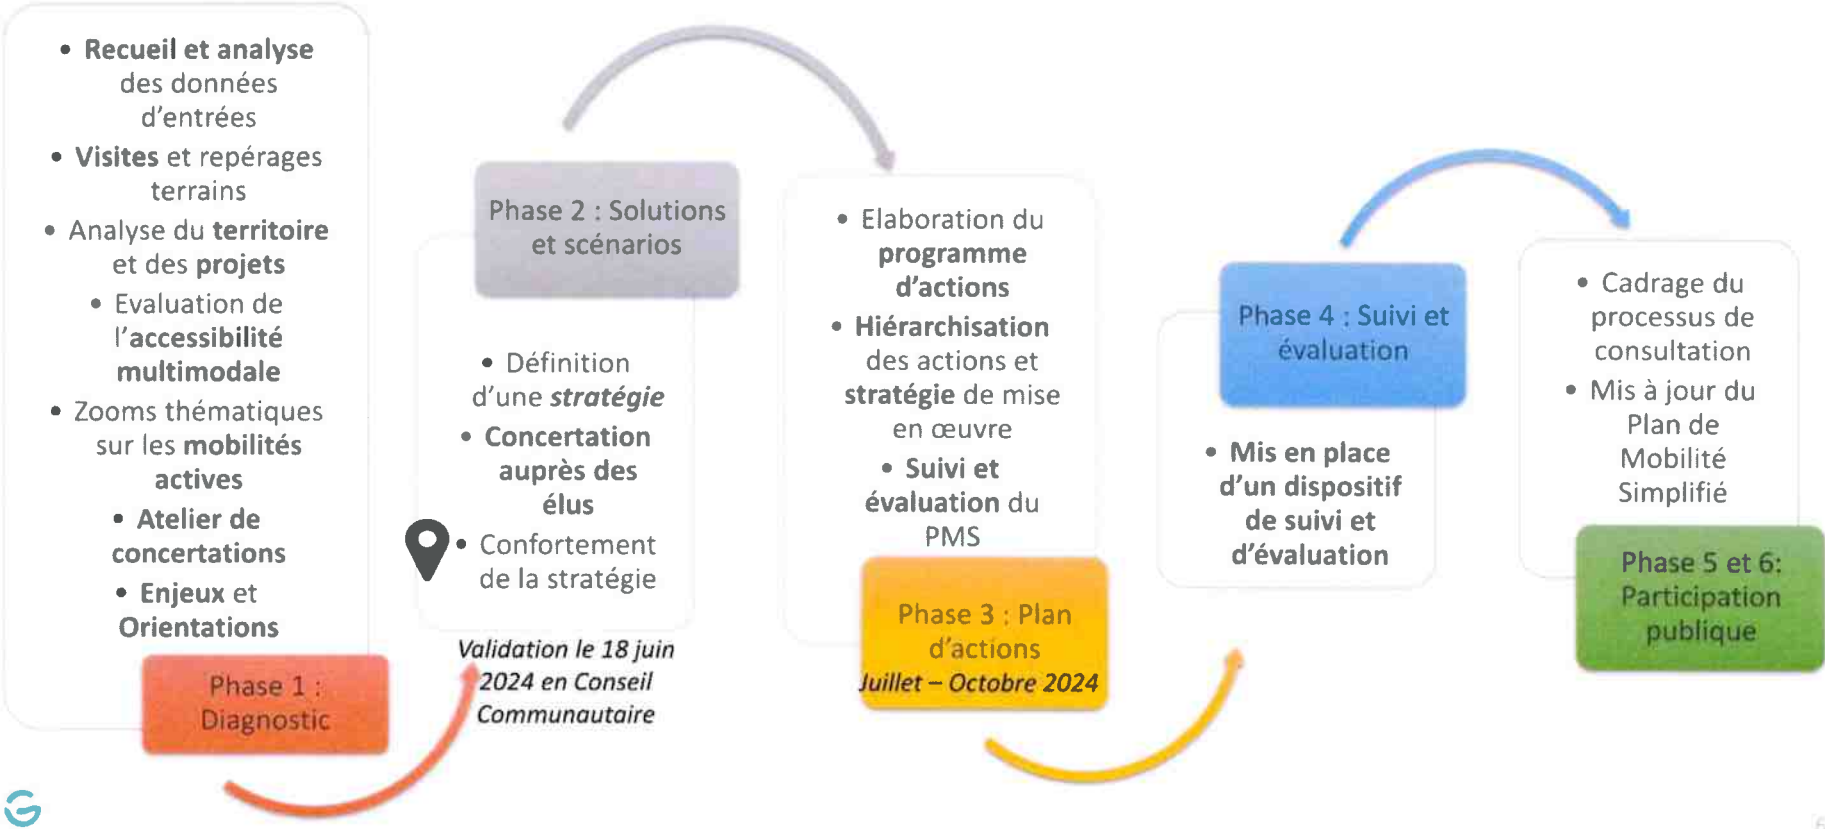 • Recueil et analyse
des données
d'entrées
• Visites et repérages
terrains
• Analyse du territoire
et des projets
• Evaluation de
l'accessibilité
multimodale
• Zooms thématiques
sur les mobilités
actives
• Atelier de
concertations
• Enjeux et
Orientations
Phase 1 :
Diagnostic
Phase 2 : Solutions
et scénarios
• Définition
d'une stratégie
• Concertation
auprès des
élus
• Confortement
de la stratégie
Validation le 18 juin
2024 en Conseil
Communautaire
• Elaboration du
programme
d'actions
• Hiérarchisation
des actions et
stratégie de mise
en œuvre
• Suivi et
évaluation du
PMS
Phase 3 : Plan
d'actions
Juillet – Octobre 2024
Phase 4 : Suivi et
évaluation
• Mis en place
d'un dispositif
de suivi et
d'évaluation
• Cadrage du
processus de
consultation
• Mis à jour du
Plan de
Mobilité
Simplifié
Phase 5 et 6:
Participation
publique
6